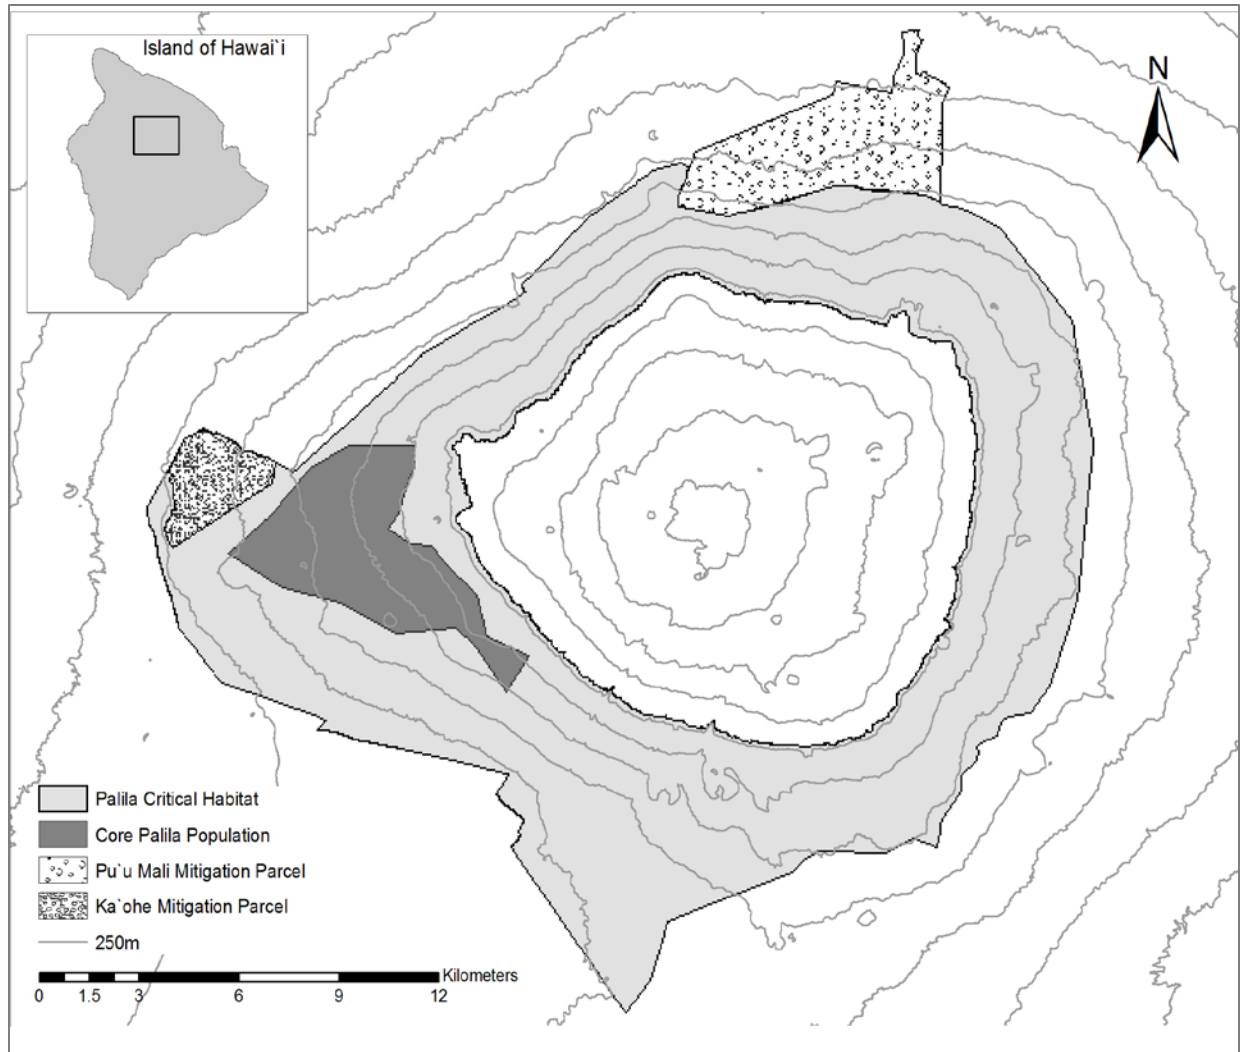 Island of Hawai`i
N
Palila Critical Habitat
Core Palila Population
Pu`u Mali Mitigation Parcel
Ka`ohe Mitigation Parcel
250m
Kilometers
0 1.5 3 6 9 12